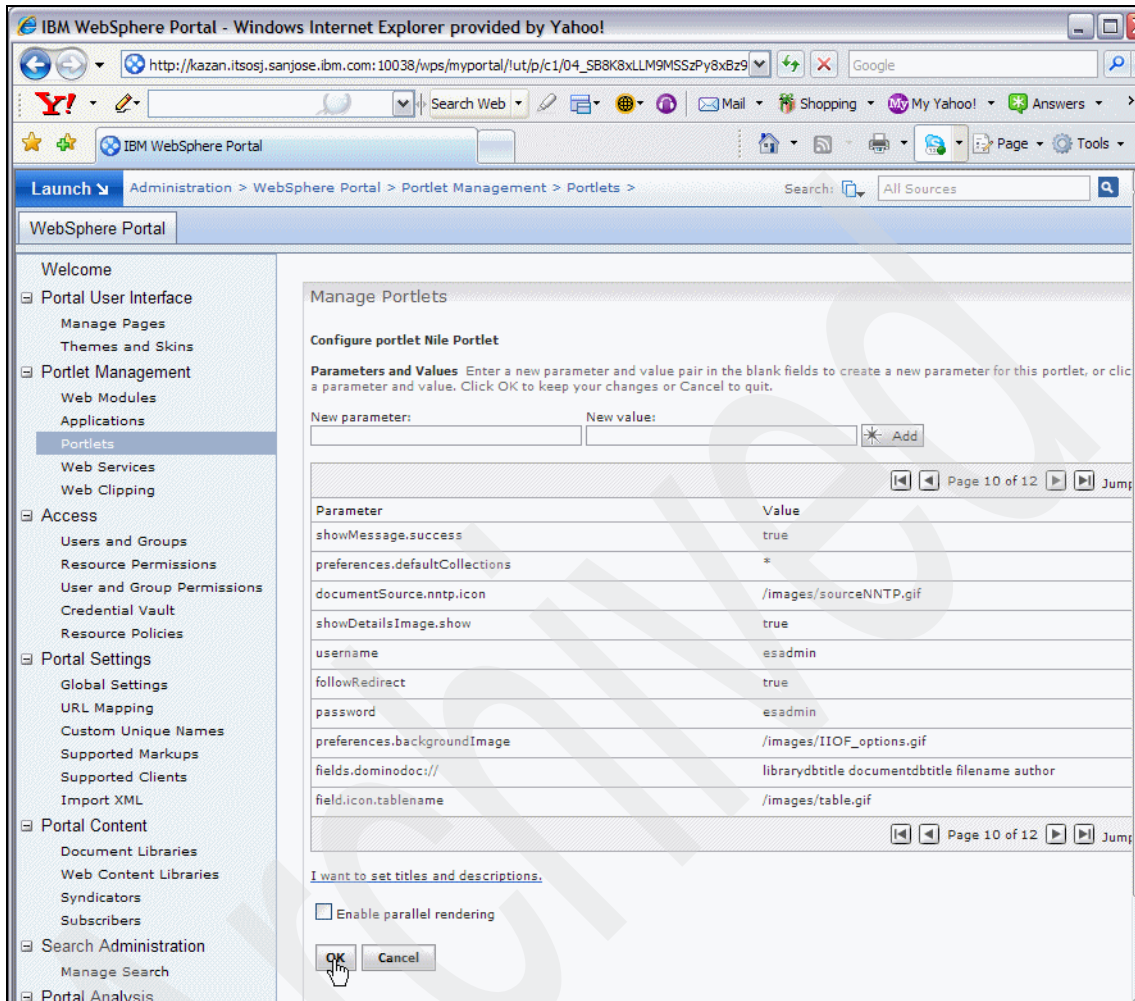 IBM WebSphere Portal - Windows Internet Explorer provided by Yahoo!
http://kazan.itsosj.sanjose.ibm.com:10038/wps/myportal/!ut/p/c1/04_SB8K8xLLM9MSSzPy8xBz9
Google
Y! Search Web Mail Shopping My Yahoo! Answers
IBM WebSphere Portal
Page Tools
Launch Administration > WebSphere Portal > Portlet Management > Portlets > Search: All Sources
WebSphere Portal
Welcome
Portal User Interface
Manage Pages
Themes and Skins
Portlet Management
Web Modules
Applications
Portlets
Web Services
Web Clipping
Access
Users and Groups
Resource Permissions
User and Group Permissions
Credential Vault
Resource Policies
Portal Settings
Global Settings
URL Mapping
Custom Unique Names
Supported Markups
Supported Clients
Import XML
Portal Content
Document Libraries
Web Content Libraries
Syndicators
Subscribers
Search Administration
Manage Search
Portal Analysis
Manage Portlets
Configure portlet Nile Portlet
Parameters and Values Enter a new parameter and value pair in the blank fields to create a new parameter for this portlet, or clic
a parameter and value. Click OK to keep your changes or Cancel to quit.
New parameter: New value:
Add
Page 10 of 12 Jump
Parameter Value
showMessage.success true
preferences.defaultCollections *
documentSource.nntp.icon /images/sourceNNTP.gif
showDetailsImage.show true
username esadmin
followRedirect true
password esadmin
preferences.backgroundImage /images/IIOF_options.gif
fields.dominodoc:// librarydbtitle documentdbtitle filename author
field.icon.tablename /images/table.gif
Page 10 of 12 Jump
I want to set titles and descriptions.
Enable parallel rendering
OK Cancel
Archived